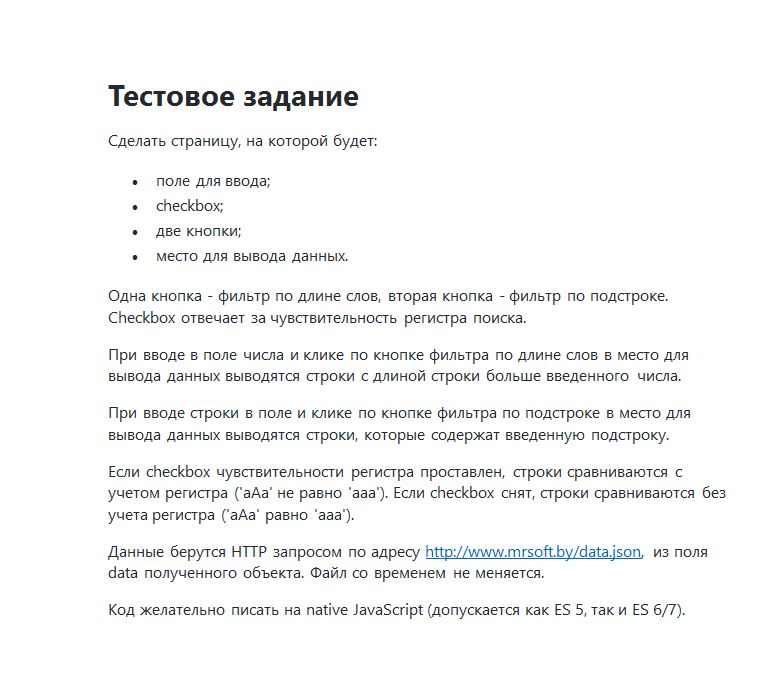 Тестовое задание
Сделать страницу, на которой будет:
• поле для ввода;
• checkbox;
• две кнопки;
• место для вывода данных.
Одна кнопка - фильтр по длине слов, вторая кнопка - фильтр по подстроке.
Checkbox отвечает за чувствительность регистра поиска.
При вводе в поле числа и клике по кнопке фильтра по длине слов в место для
вывода данных выводятся строки с длиной строки больше введенного числа.
При вводе строки в поле и клике по кнопке фильтра по подстроке в место для
вывода данных выводятся строки, которые содержат введенную подстроку.
Если checkbox чувствительности регистра проставлен, строки сравниваются с
учетом регистра ('aAa' не равно 'aaa'). Если checkbox снят, строки сравниваются без
учета регистра ('aAa' равно 'aaa').
Данные берутся HTTP запросом по адресу http://www.mrsoft.by/data.json, из поля
data полученного объекта. Файл со временем не меняется.
Код желательно писать на native JavaScript (допускается как ES 5, так и ES 6/7).